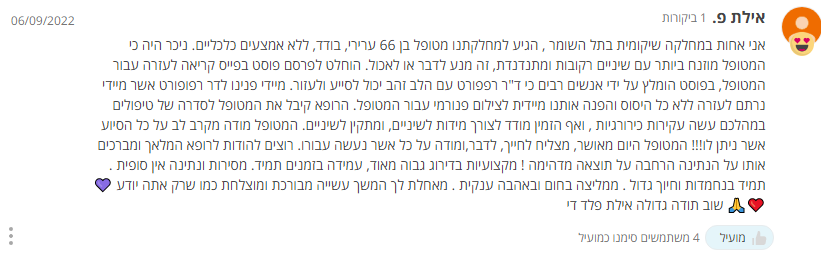 אילת פ. 1 ביקורות
06/09/2022
אני אחות במחלקה שיקומית בתל השומר , הגיע למחלקתנו מטופל בן 66 ערירי, בודד, ללא אמצעים כלכליים. ניכר היה כי
המטופל מוזנח ביותר עם שיניים רקובות ומתנדנדת, זה מנע לדבר או לאכול. הוחלט לפרסם פוסט בפייס קריאה לעזרה עבור
המטופל, בפוסט הומלץ על ידי אנשים רבים כי ד"ר רפפורט עם הלב זהב יכול לסייע ולעזור. מיידי פנינו לדר רפופורט אשר מיידי
נרתם לעזרה ללא כל היסוס והפנה אותנו מיידית לצילום פנורמי עבור המטופל. הרופא קיבל את המטופל לסדרה של טיפולים
במהלכם עשה עקירות כירורגיות , ואף הזמין מודד לצורך מידות לשיניים, ומתקין לשיניים. המטופל מודה מקרב לב על כל הסיוע
אשר ניתן לו!!! המטופל היום מאושר, מצליח לחייך, לדבר,ומודה על כל אשר נעשה עבורו. רוצים להודות לרופא המלאך ומברכים
אותו על הנתינה הרחבה על תוצאה מדהימה ! מקצועיות בדירוג גבוה מאוד, עמידה בזמנים תמיד. מסירות ונתינה אין סופית .
תמיד בנחמדות וחיוך גדול . ממליצה בחום ובאהבה ענקית . מאחלת לך המשך עשייה מבורכת ומוצלחת כמו שרק אתה יודע 💜
❤️🙏 שוב תודה גדולה אילת פלד די
מועיל 4 משתמשים סימנו כמועיל